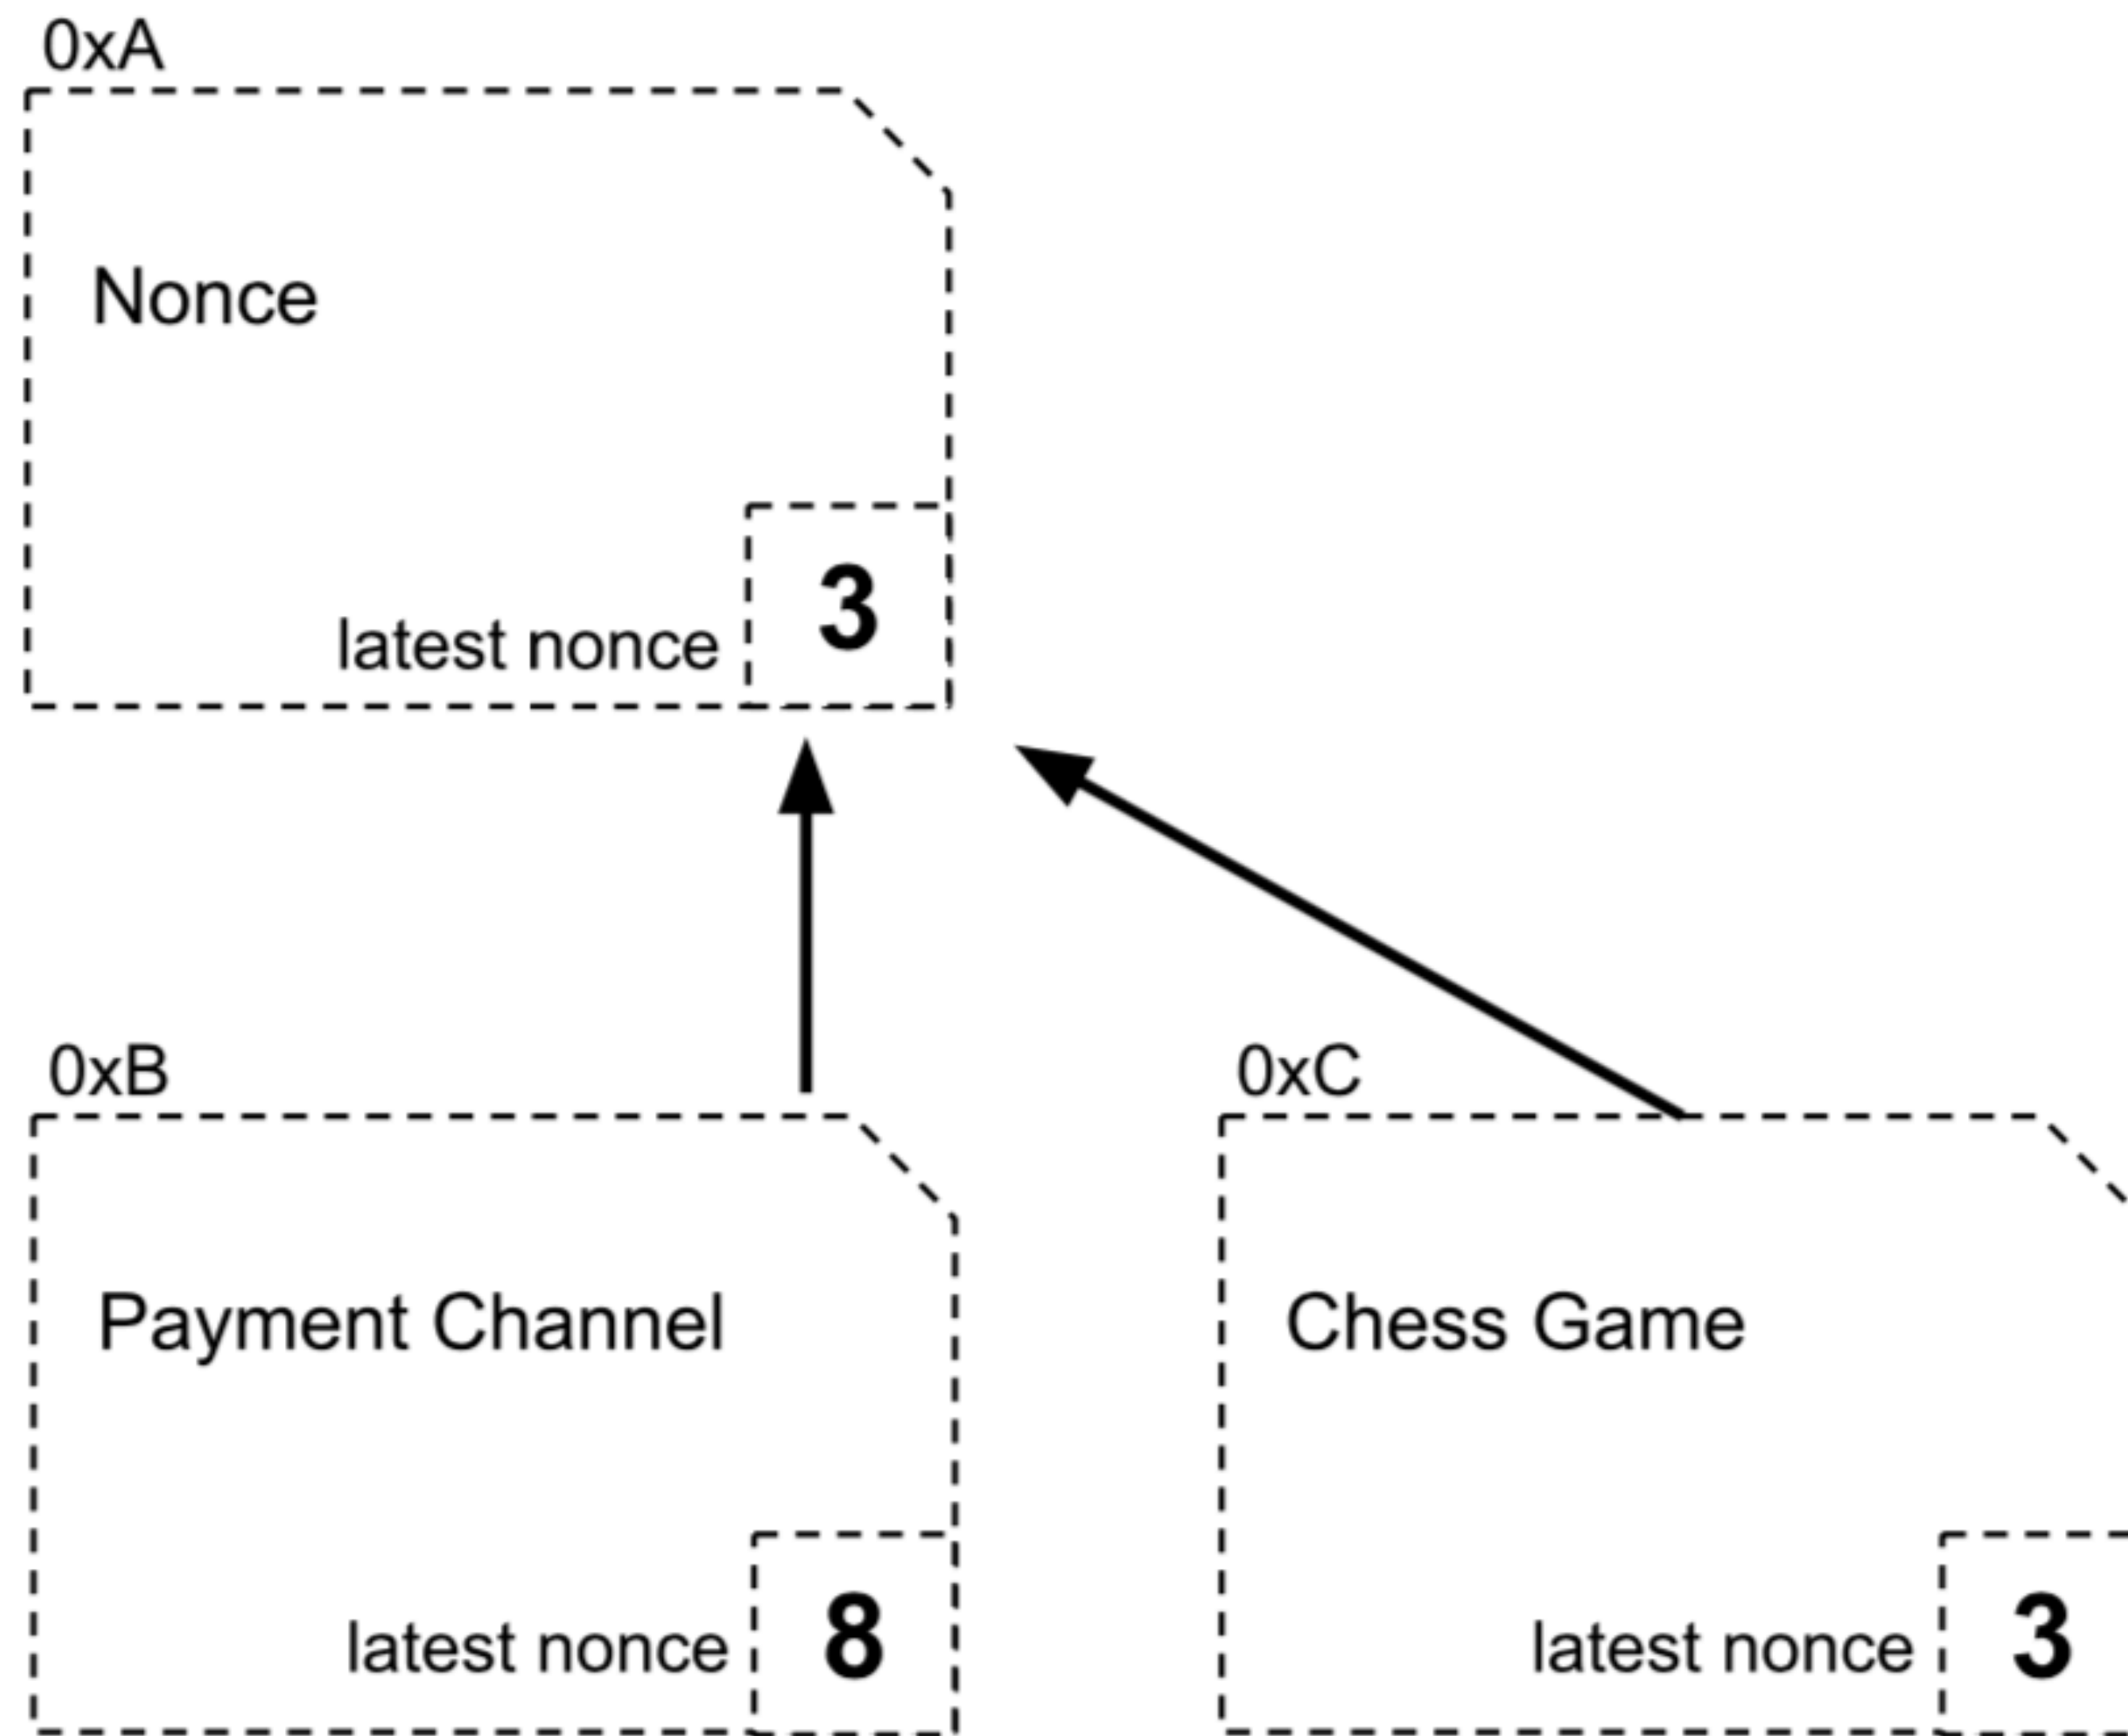 0xA
Nonce
latest nonce 3
0xB
Payment Channel
latest nonce 8
0xC
Chess Game
latest nonce 3